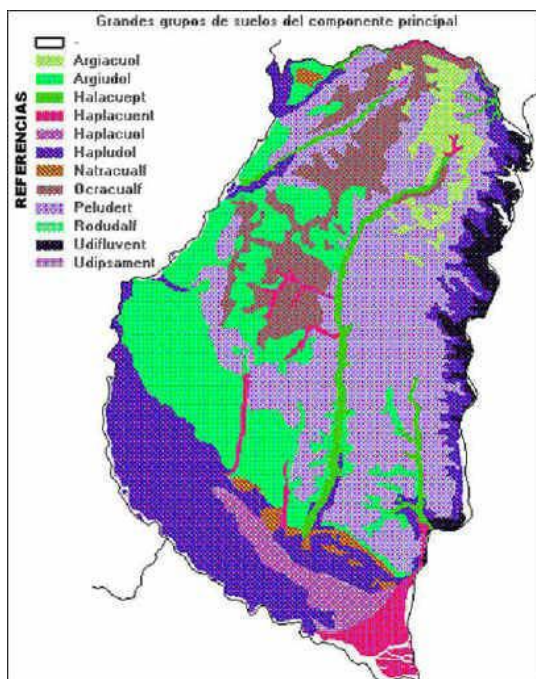 Grandes grupos de suelos del componente principal
REFERENCIAS
-
Argiacuol
Argiudol
Halacuept
Haplacuent
Haplacuol
Hapludol
Natracualf
Ocracualf
Peludert
Rodudalf
Udifluvent
Udipsament